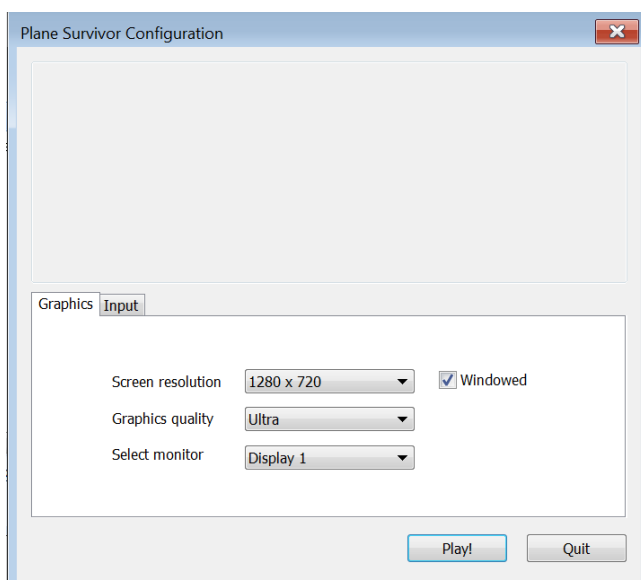 Plane Survivor Configuration
Graphics Input
Screen resolution 1280 x 720 Windowed
Graphics quality Ultra
Select monitor Display 1
Play! Quit